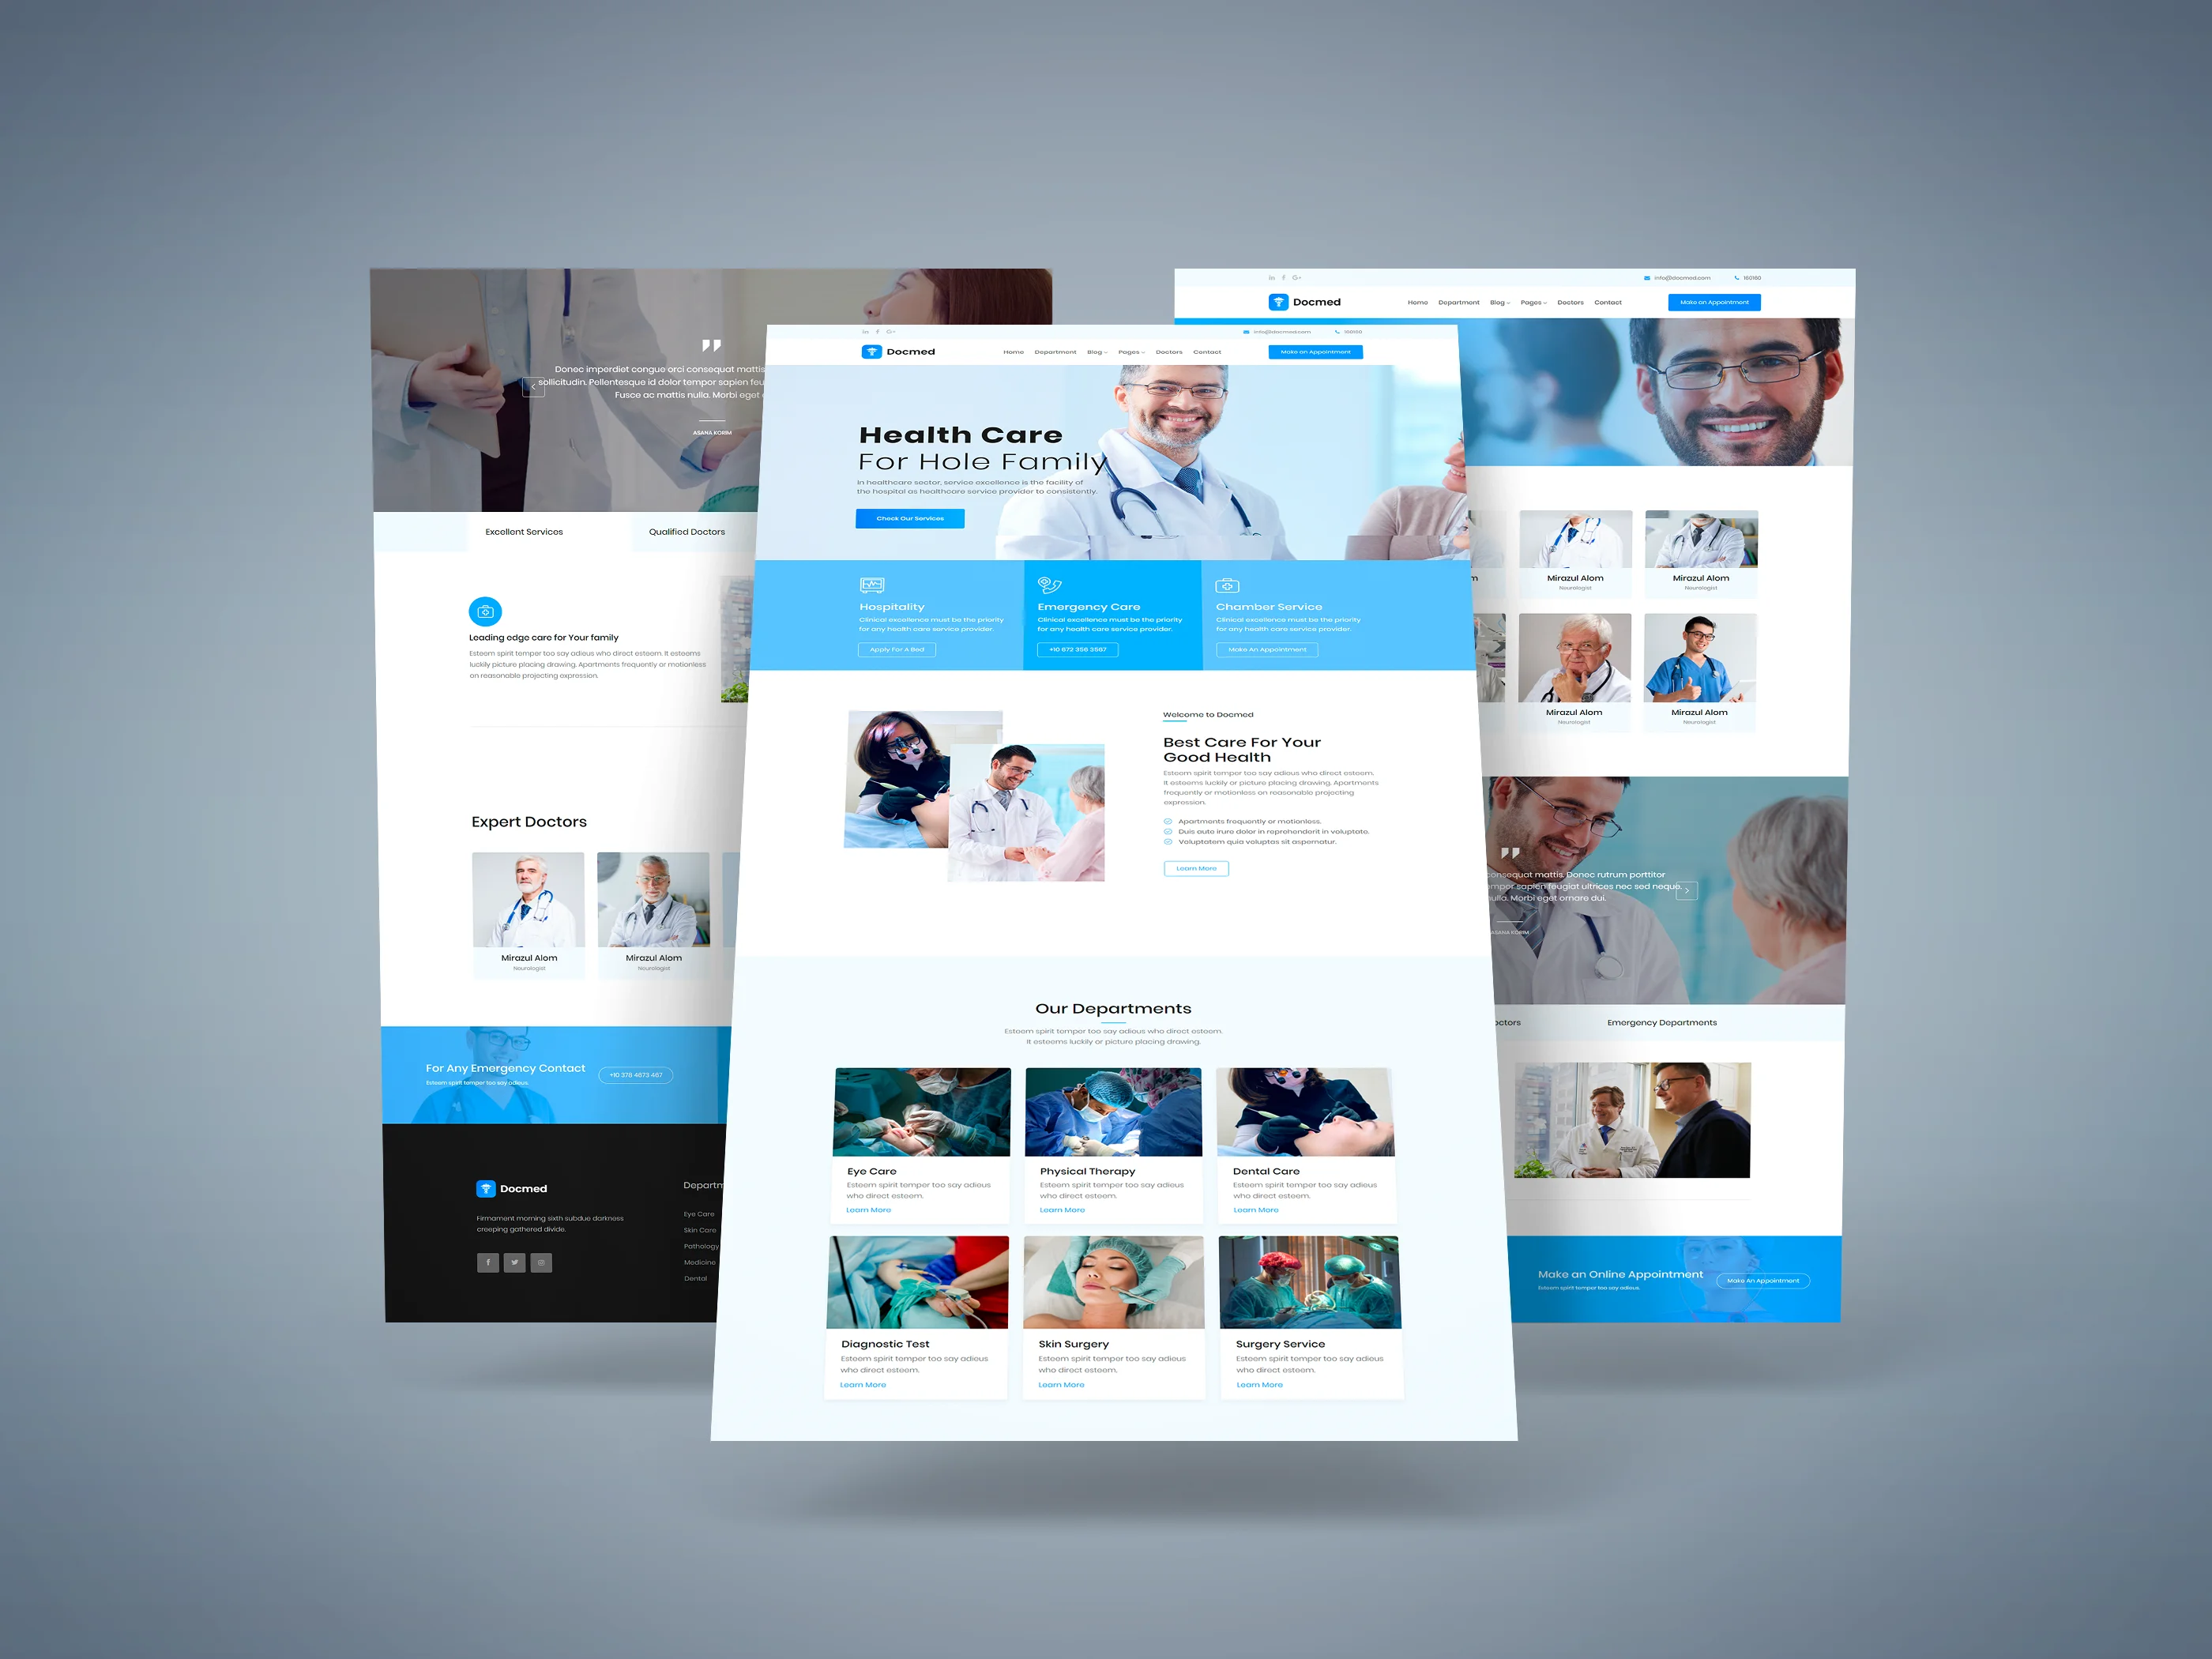 Donec imperdiet congue orci consequat mattis
sollicitudin. Pellentesque id dolor tempor sapien feu
Fusce ac mattis nulla. Morbi eget
ASANA KORIM
Excellent Services
Qualified Doctors
Leading edge care for Your family
Esteem spirit temper too say adieus who direct esteem. It esteems
luckily picture placing drawing. Apartments frequently or motionless
on reasonable projecting expression.
Expert Doctors
Mirazul Alom
Neurologist
Mirazul Alom
Neurologist
For Any Emergency Contact
Esteem spirit temper too say adieus.
+10 378 4673 467
Docmed
Firmament morning sixth subdue darkness
creeping gathered divide.
Departm
Eye Care
Skin Care
Pathology
Medicine
Dental
info@docmed.com
160160
Docmed
Home
Department
Blog
Pages
Doctors
Contact
Make an Appointment
Health Care
For Hole Family
In healthcare sector, service excellence is the facility of
the hospital as healthcare service provider to consistently.
Check Our Services
Hospitality
Clinical excellence must be the priority
for any health care service provider.
Apply For A Bed
Emergency Care
Clinical excellence must be the priority
for any health care service provider.
+10 672 356 3567
Chamber Service
Clinical excellence must be the priority
for any health care service provider.
Make An Appointment
Welcome to Docmed
Best Care For Your
Good Health
Esteem spirit temper too say adieus who direct esteem.
It esteems luckily or picture placing drawing. Apartments
frequently or motionless on reasonable projecting
expression.
Apartments frequently or motionless.
Duis aute irure dolor in reprehenderit in voluptate.
Voluptatem quia voluptas sit aspernatur.
Learn More
Our Departments
Esteem spirit temper too say adieus who direct esteem.
It esteems luckily or picture placing drawing.
Eye Care
Esteem spirit temper too say adieus
who direct esteem.
Learn More
Physical Therapy
Esteem spirit temper too say adieus
who direct esteem.
Learn More
Dental Care
Esteem spirit temper too say adieus
who direct esteem.
Learn More
Diagnostic Test
Esteem spirit temper too say adieus
who direct esteem.
Learn More
Skin Surgery
Esteem spirit temper too say adieus
who direct esteem.
Learn More
Surgery Service
Esteem spirit temper too say adieus
who direct esteem.
Learn More
in f G+
info@docmed.com
160160
Docmed
Home
Department
Blog
Pages
Doctors
Contact
Make an Appointment
Mirazul Alom
Neurologist
Mirazul Alom
Neurologist
Mirazul Alom
Neurologist
Mirazul Alom
Neurologist
consequat mattis. Donec rutrum porttitor
empor sapien feugiat ultrices nec sed neque.
nulla. Morbi eget ornare dui.
ASANA KORIM
octors
Emergency Departments
Make an Online Appointment
Esteem spirit temper too say adieus.
Make An Appointment